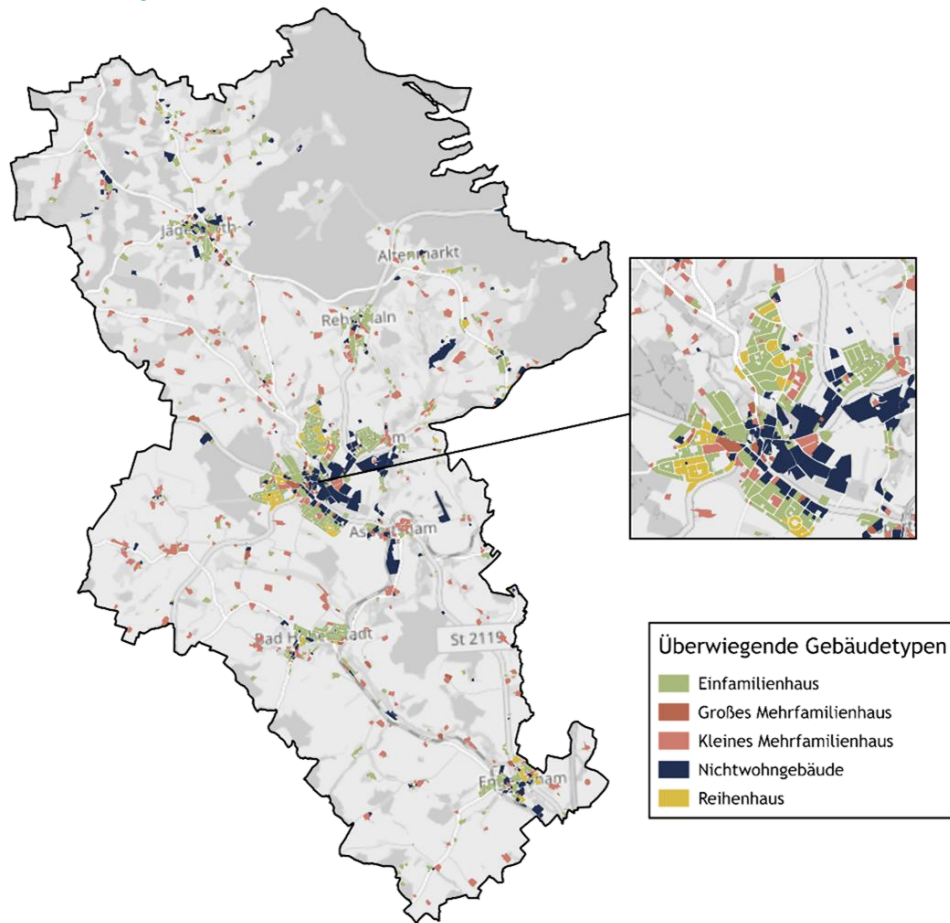 Altenmarkt
St 2119
Überwiegende Gebäudetypen
Einfamilienhaus
Großes Mehrfamilienhaus
Kleines Mehrfamilienhaus
Nichtwohngebäude
Reihenhaus